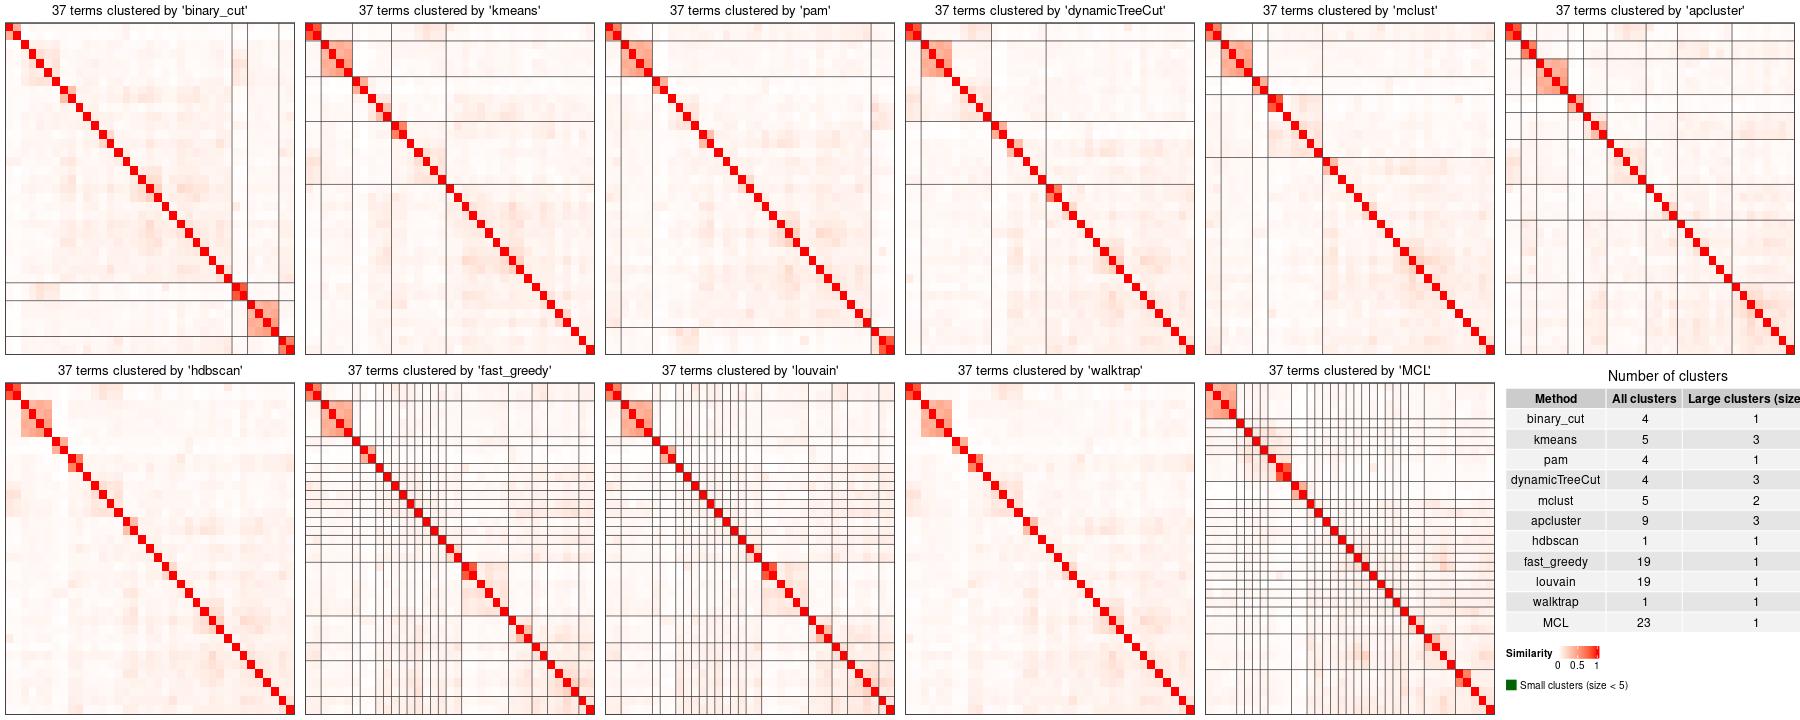 37 terms clustered by 'binary_cut'
37 terms clustered by 'kmeans'
37 terms clustered by 'pam'
37 terms clustered by 'dynamicTreeCut'
37 terms clustered by 'mclust'
37 terms clustered by 'apcluster'
37 terms clustered by 'hdbscan'
37 terms clustered by 'fast_greedy'
37 terms clustered by 'louvain'
37 terms clustered by 'walktrap'
37 terms clustered by 'MCL'
Number of clusters
Method All clusters Large clusters (size
binary_cut 4 1
kmeans 5 3
pam 4 1
dynamicTreeCut 4 3
mclust 5 2
apcluster 9 3
hdbscan 1 1
fast_greedy 19 1
louvain 19 1
walktrap 1 1
MCL 23 1
Similarity
0 0.5 1
Small clusters (size < 5)